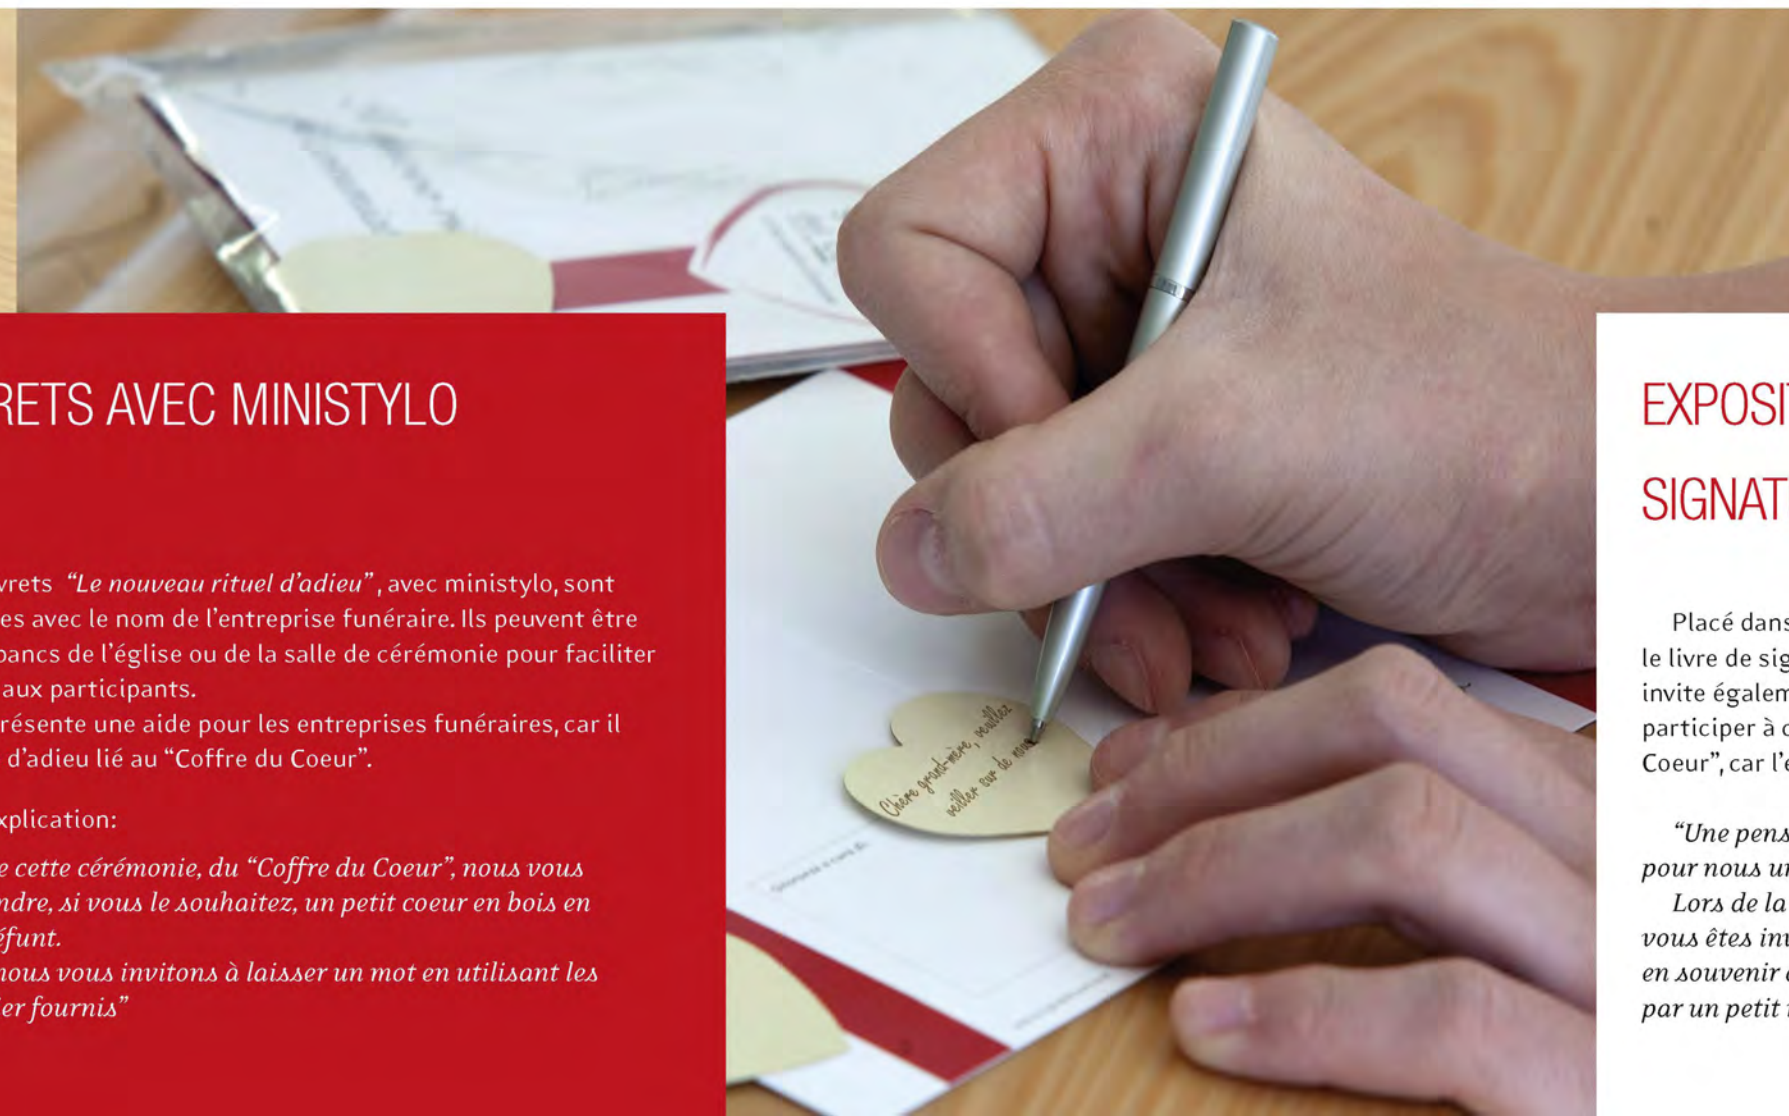 RETS AVEC MINISTYLO
vrets “Le nouveau rituel d’adieu”, avec ministylo, sont
es avec le nom de l’entreprise funéraire. Ils peuvent être
bancs de l’église ou de la salle de cérémonie pour faciliter
aux participants.
résente une aide pour les entreprises funéraires, car il
d’adieu lié au “Coffre du Coeur”.
xplication:
e cette cérémonie, du “Coffre du Coeur”, nous vous
ndre, si vous le souhaitez, un petit coeur en bois en
éfunt.
nous vous invitons à laisser un mot en utilisant les
ier fournis”
Chère grand-mère, veuillez
veiller sur de nous
EXPOSIT
SIGNAT
Placé dans
le livre de sig
invite égalem
participer à c
Coeur”, car l’é
“Une pens
pour nous un
Lors de la
vous êtes inv
en souvenir d
par un petit